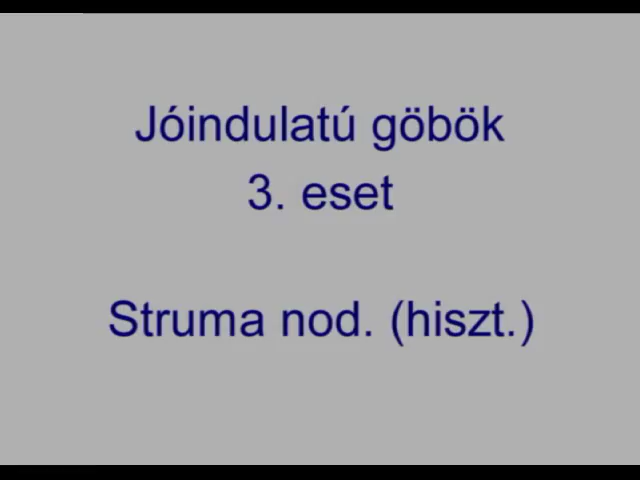 Jóindulatú göbök
3. eset
Struma nod. (hiszt.)